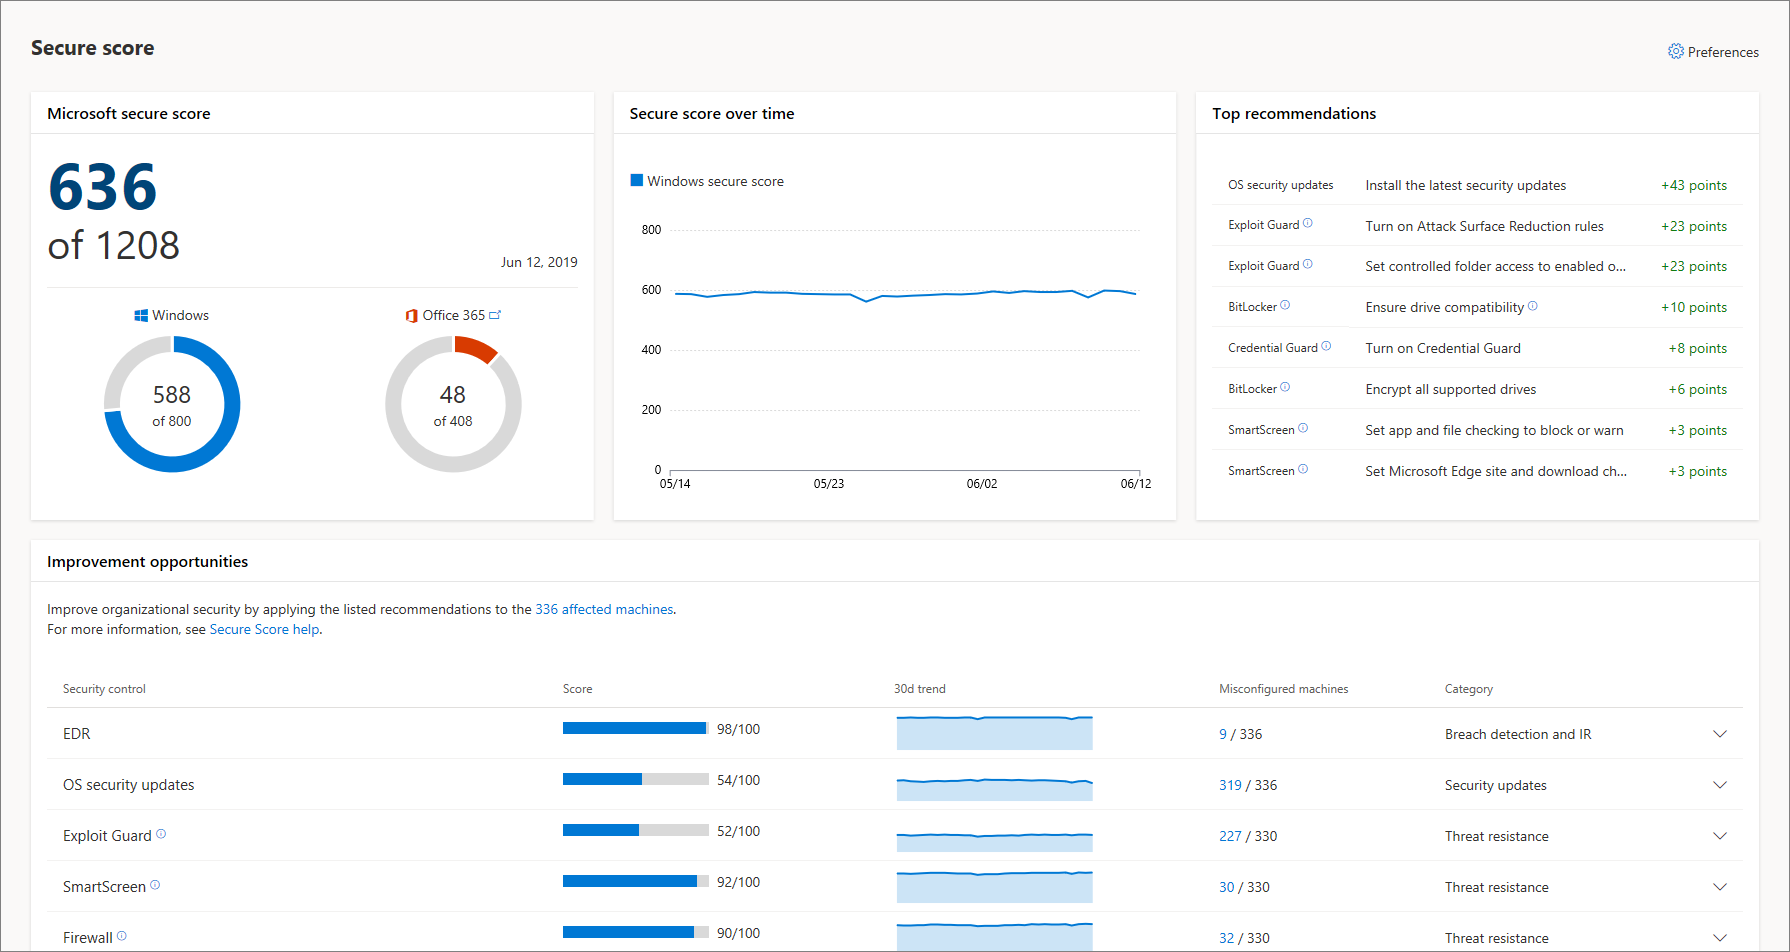 Secure score
Preferences
Microsoft secure score
636
of 1208
Jun 12, 2019
Windows
588
of 800
Office 365
48
of 408
Secure score over time
Windows secure score
800
600
400
200
0
05/14 05/23 06/02 06/12
Top recommendations
OS security updates Install the latest security updates +43 points
Exploit Guard Turn on Attack Surface Reduction rules +23 points
Exploit Guard Set controlled folder access to enabled o... +23 points
BitLocker Ensure drive compatibility +10 points
Credential Guard Turn on Credential Guard +8 points
BitLocker Encrypt all supported drives +6 points
SmartScreen Set app and file checking to block or warn +3 points
SmartScreen Set Microsoft Edge site and download ch... +3 points
Improvement opportunities
Improve organizational security by applying the listed recommendations to the 336 affected machines.
For more information, see Secure Score help.
Security control Score 30d trend Misconfigured machines Category
EDR 98/100 9 / 336 Breach detection and IR
OS security updates 54/100 319 / 336 Security updates
Exploit Guard 52/100 227 / 330 Threat resistance
SmartScreen 92/100 30 / 330 Threat resistance
Firewall 90/100 32 / 330 Threat resistance